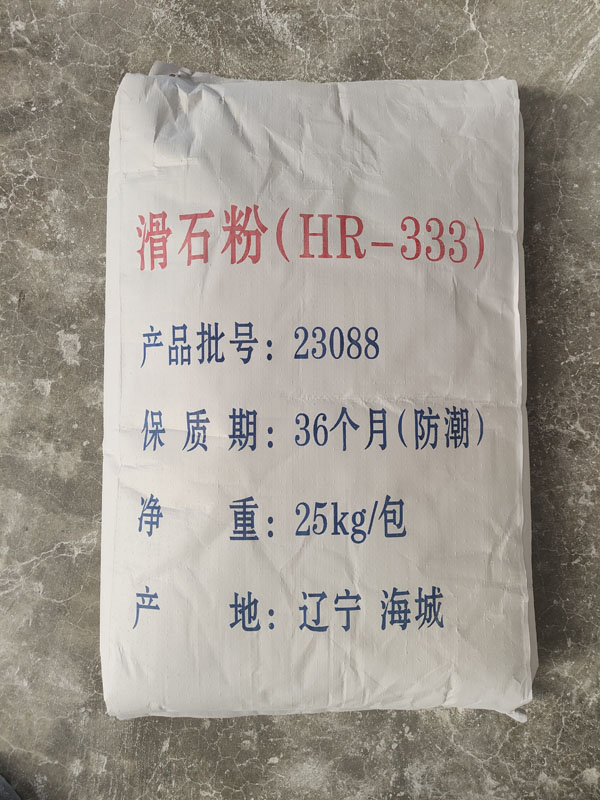 滑石粉(HR-333)
产品批号: 23088
保质期: 36个月(防潮)
净重: 25kg/包
产地: 辽宁 海城